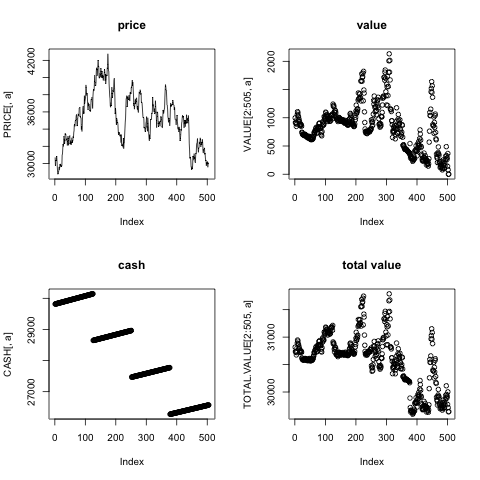 price
PRICE[, a]
30000 36000 42000
0 100 200 300 400 500
Index
value
VALUE[2:505, a]
0 500 1000 2000
0 100 200 300 400 500
Index
cash
CASH[, a]
27000 29000
0 100 200 300 400 500
Index
total value
TOTAL.VALUE[2:505, a]
30000 31000
0 100 200 300 400 500
Index